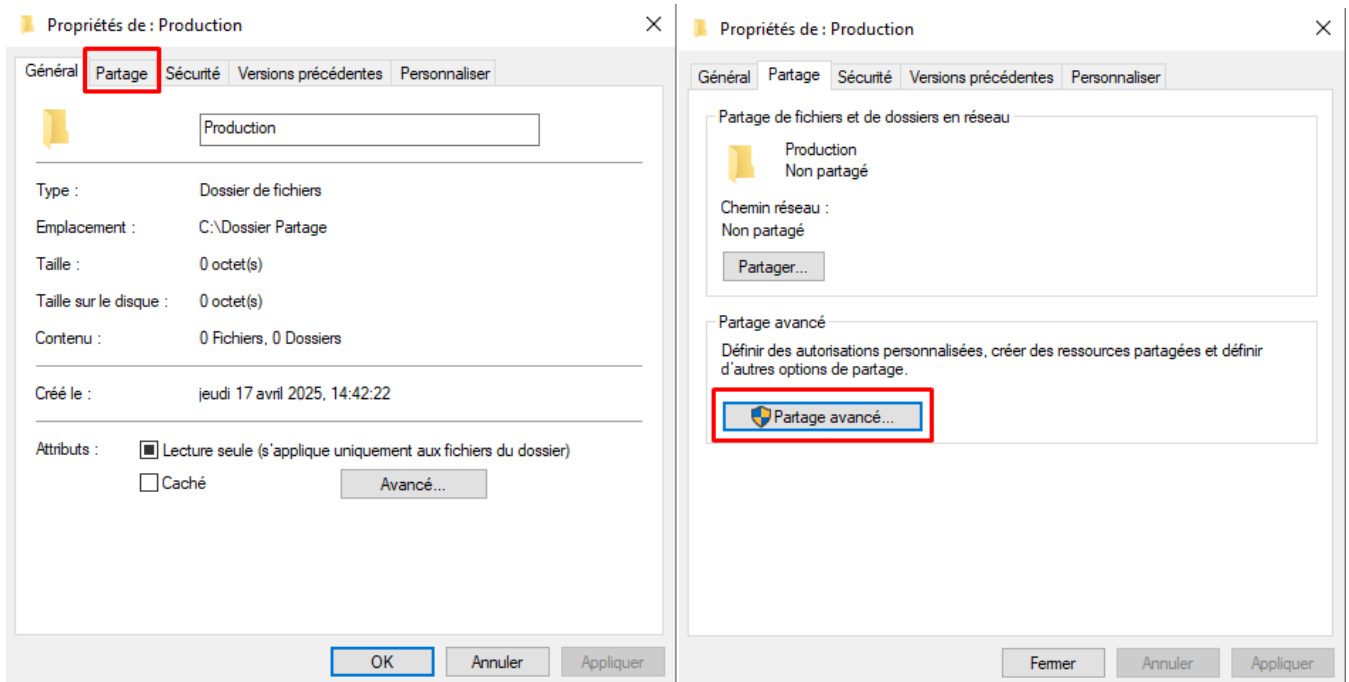 Propriétés de : Production
Général Partage Sécurité Versions précédentes Personnaliser
Production
Type : Dossier de fichiers
Emplacement : C:\Dossier Partage
Taille : 0 octet(s)
Taille sur le disque : 0 octet(s)
Contenu : 0 Fichiers, 0 Dossiers
Créé le : jeudi 17 avril 2025, 14:42:22
Attributs : Lecture seule (s'applique uniquement aux fichiers du dossier)
Caché Avancé...
OK Annuler Appliquer
Propriétés de : Production
Général Partage Sécurité Versions précédentes Personnaliser
Partage de fichiers et de dossiers en réseau
Production
Non partagé
Chemin réseau :
Non partagé
Partager...
Partage avancé
Définir des autorisations personnalisées, créer des ressources partagées et définir
d'autres options de partage.
Partage avancé...
Fermer Annuler Appliquer